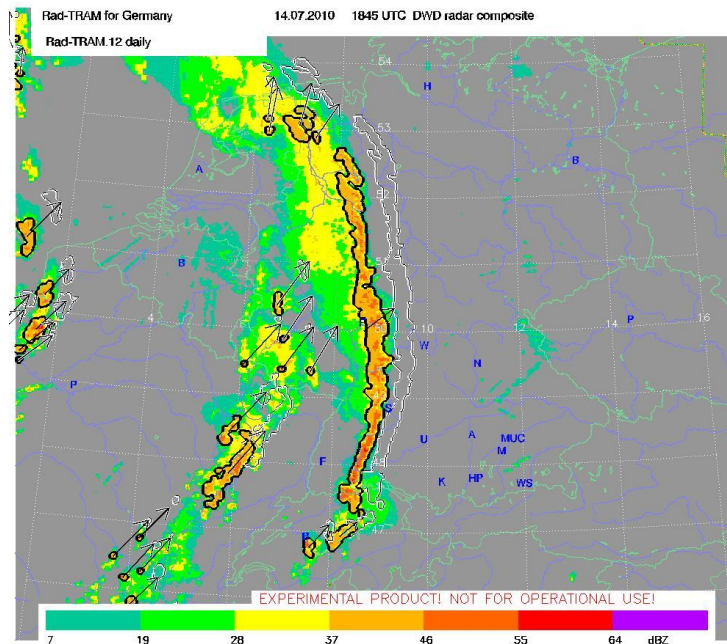 Rad-TRAM for Germany 14.07.2010 1845 UTC DWD radar composite
Rad-TRAM.12 daily
54
H
53
B
A
52
B
4
10
12
14
P
16
W
N
P
S
U
A
MUC
M
F
K
HP
WS
EXPERIMENTAL PRODUCT! NOT FOR OPERATIONAL USE!
7 19 28 37 46 55 64 dBZ